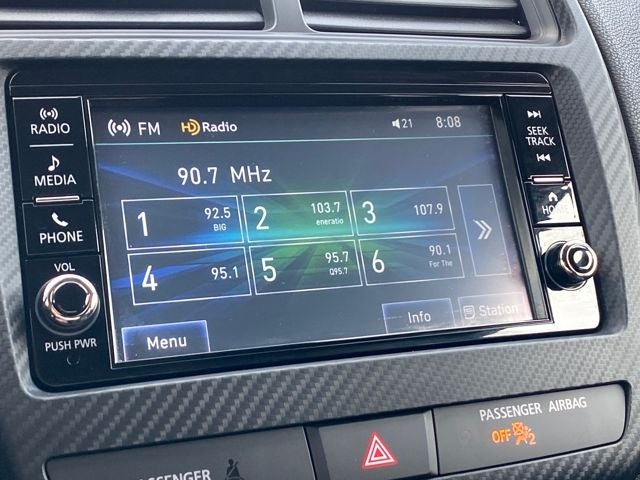 RADIO
MEDIA
PHONE
VOL
PUSH PWR
FM HD Radio 21 8:08
90.7 MHz
1 92.5
BIG
2 103.7
eneratio
3 107.9
4 95.1
5 95.7
Q95.7
6 90.1
For The
Menu
Info
Station
SEEK
TRACK
HOME
PASSENGER
PASSENGER AIRBAG
OFF 2